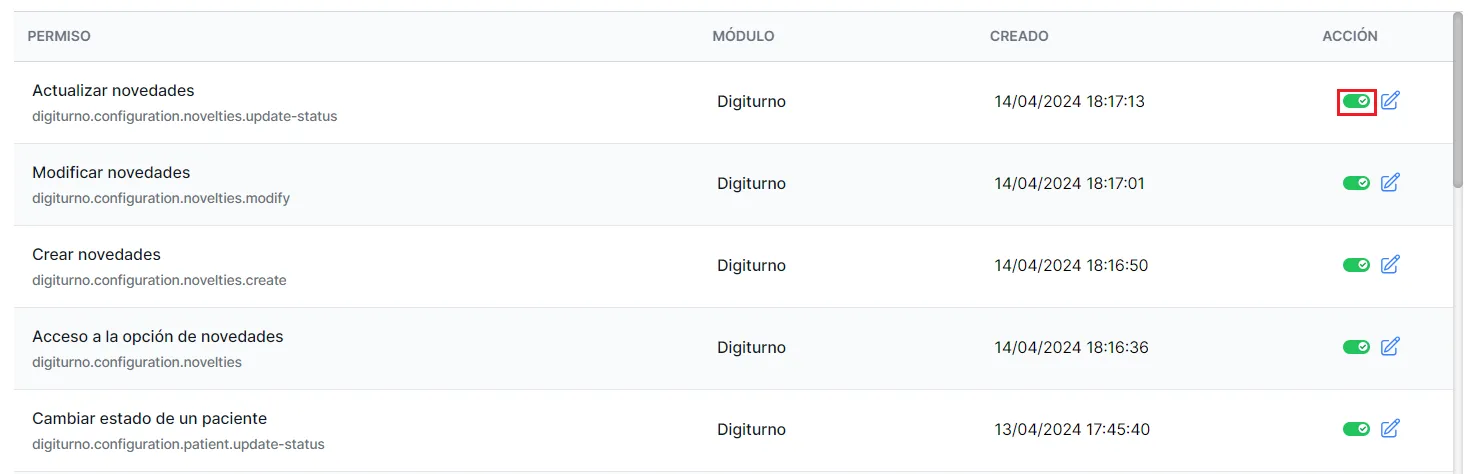 PERMISO MÓDULO CREADO ACCIÓN
Actualizar novedades
digiturno.configuration.novelties.update-status
Digiturno 14/04/2024 18:17:13
Modificar novedades
digiturno.configuration.novelties.modify
Digiturno 14/04/2024 18:17:01
Crear novedades
digiturno.configuration.novelties.create
Digiturno 14/04/2024 18:16:50
Acceso a la opción de novedades
digiturno.configuration.novelties
Digiturno 14/04/2024 18:16:36
Cambiar estado de un paciente
digiturno.configuration.patient.update-status
Digiturno 13/04/2024 17:45:40